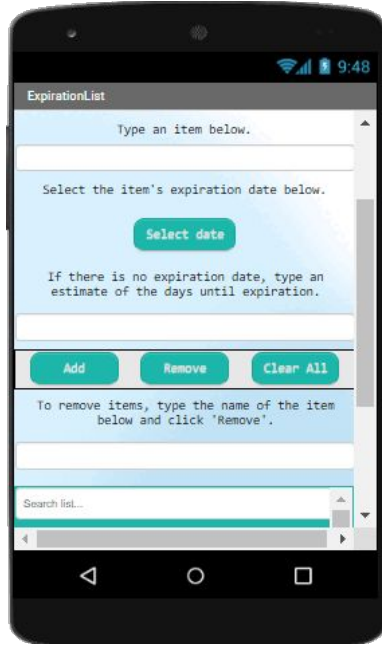 9:48
ExpirationList
Type an item below.
Select the item's expiration date below.
Select date
If there is no expiration date, type an
estimate of the days until expiration.
Add Remove Clear All
To remove items, type the name of the item
below and click 'Remove'.
Search list...